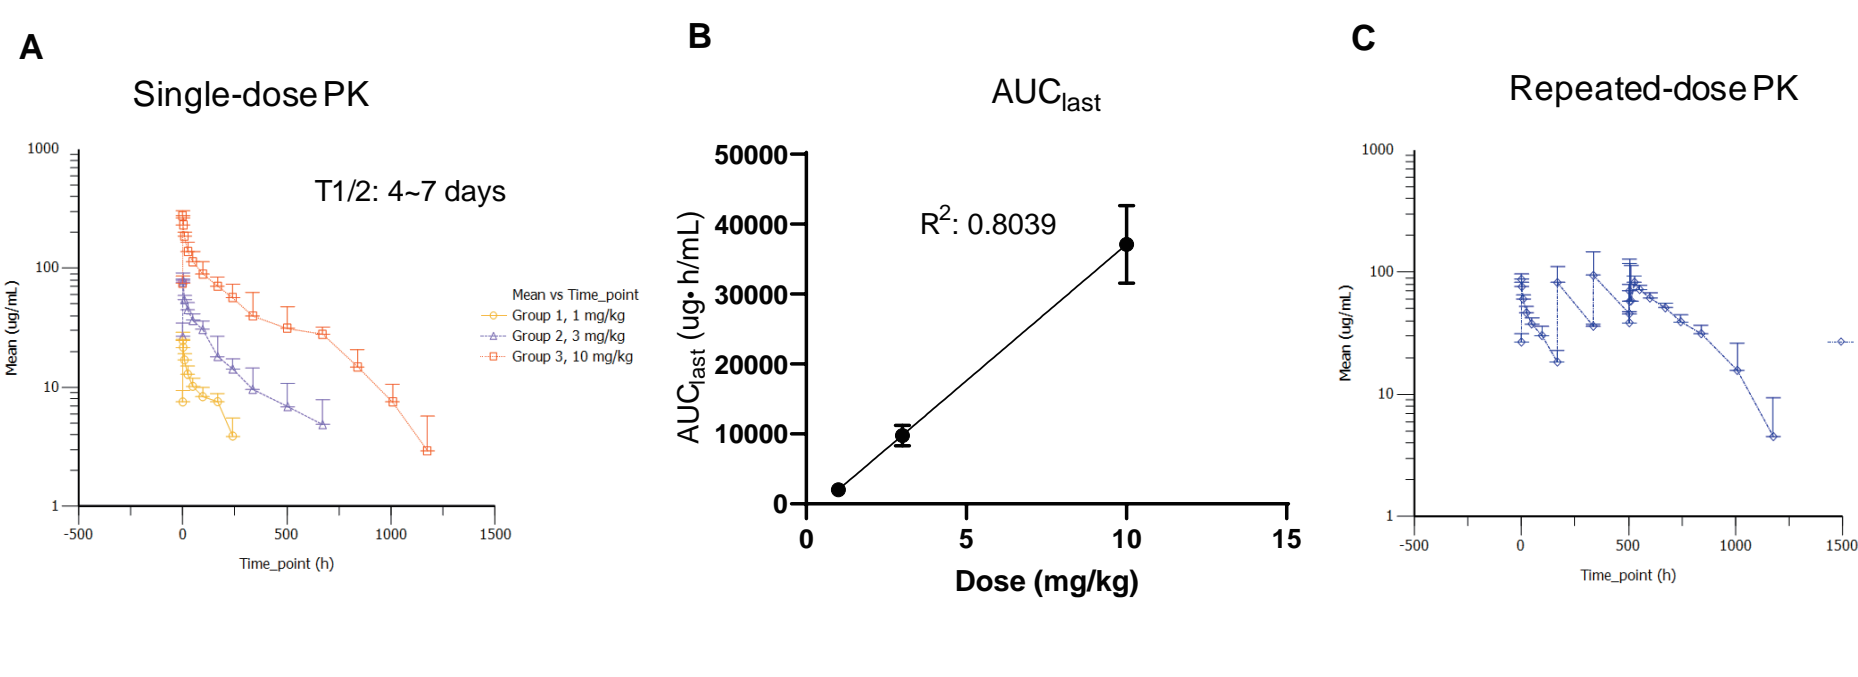 A
Single-dose PK
1000
100
10
1
Mean (ug/mL)
T1/2: 4~7 days
Mean vs Time_point
Group 1, 1 mg/kg
Group 2, 3 mg/kg
Group 3, 10 mg/kg
-500 0 500 1000 1500
Time_point (h)
B
AUClast
50000
40000
30000
20000
10000
0
AUClast (ug•h/mL)
R2: 0.8039
0 5 10 15
Dose (mg/kg)
C
Repeated-dose PK
1000
100
10
1
Mean (ug/mL)
-500 0 500 1000 1500
Time_point (h)